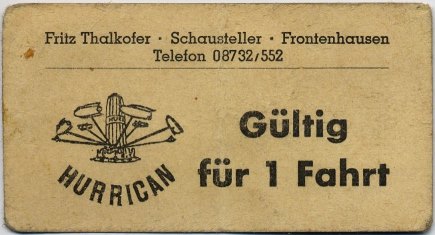 Fritz Thalkofer · Schausteller · Frontenhausen
Telefon 08732/552
HURRICAN
Gültig
für 1 Fahrt